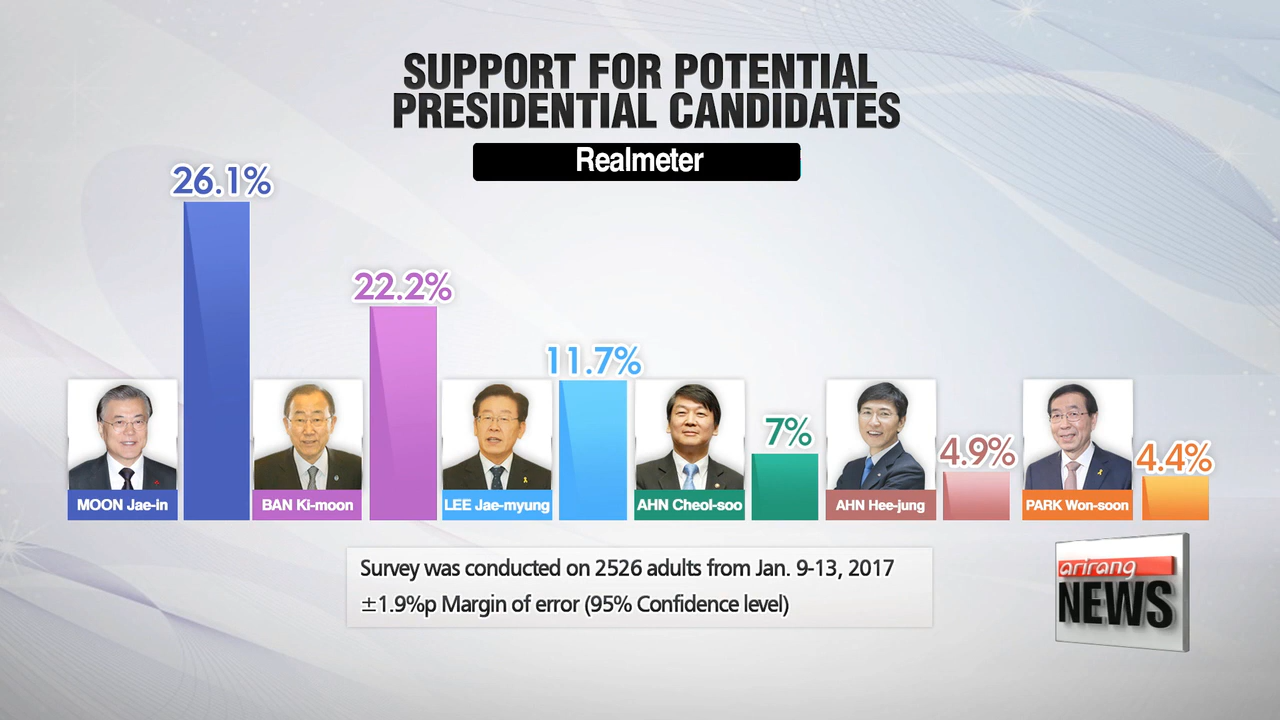 SUPPORT FOR POTENTIAL
PRESIDENTIAL CANDIDATES
Realmeter
26.1%
22.2%
11.7%
7%
4.9%
4.4%
MOON Jae-in
BAN Ki-moon
LEE Jae-myung
AHN Cheol-soo
AHN Hee-jung
PARK Won-soon
Survey was conducted on 2526 adults from Jan. 9-13, 2017
±1.9%p Margin of error (95% Confidence level)
arirang
NEWS